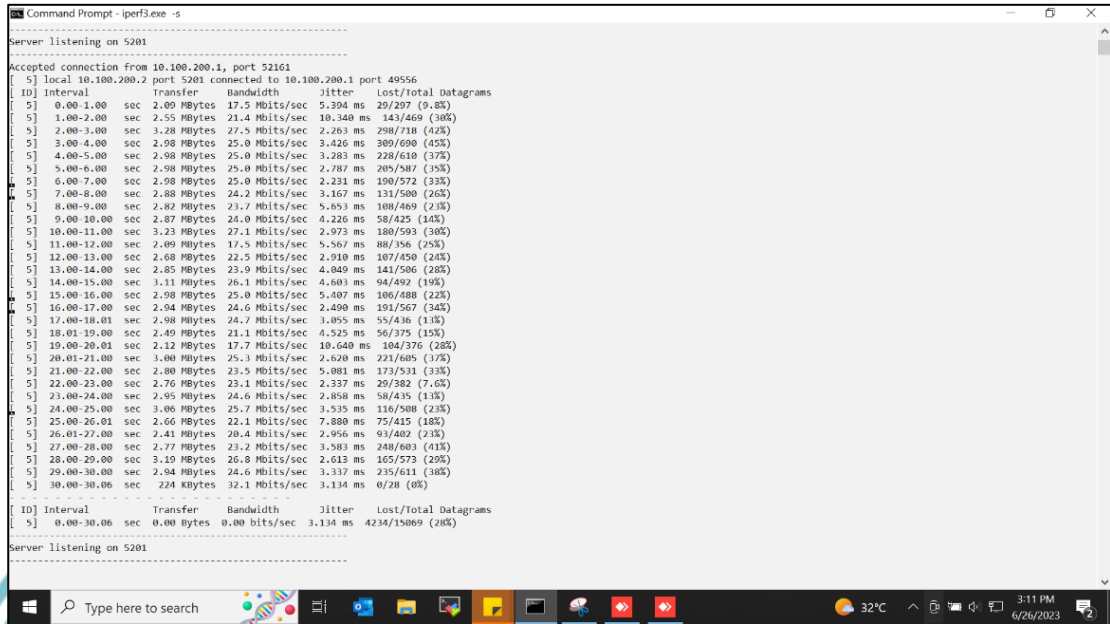 Command Prompt - iperf3.exe -s
-----------------------------------------------------------
Server listening on 5201
-----------------------------------------------------------
Accepted connection from 10.100.200.1, port 52161
[  5] local 10.100.200.2 port 5201 connected to 10.100.200.1 port 49556
[ ID] Interval           Transfer     Bandwidth       Jitter    Lost/Total Datagrams
[  5]   0.00-1.00   sec  2.09 MBytes  17.5 Mbits/sec  5.394 ms  29/297 (9.8%)
[  5]   1.00-2.00   sec  2.55 MBytes  21.4 Mbits/sec  10.340 ms  143/469 (30%)
[  5]   2.00-3.00   sec  3.28 MBytes  27.5 Mbits/sec  2.263 ms  298/718 (42%)
[  5]   3.00-4.00   sec  2.98 MBytes  25.0 Mbits/sec  3.426 ms  309/690 (45%)
[  5]   4.00-5.00   sec  2.98 MBytes  25.0 Mbits/sec  3.283 ms  228/610 (37%)
[  5]   5.00-6.00   sec  2.98 MBytes  25.0 Mbits/sec  2.787 ms  205/587 (35%)
[  5]   6.00-7.00   sec  2.98 MBytes  25.0 Mbits/sec  2.231 ms  190/572 (33%)
[  5]   7.00-8.00   sec  2.88 MBytes  24.2 Mbits/sec  3.167 ms  131/500 (26%)
[  5]   8.00-9.00   sec  2.82 MBytes  23.7 Mbits/sec  5.653 ms  108/469 (23%)
[  5]   9.00-10.00  sec  2.87 MBytes  24.0 Mbits/sec  4.226 ms  58/425 (14%)
[  5]  10.00-11.00  sec  3.23 MBytes  27.1 Mbits/sec  2.973 ms  180/593 (30%)
[  5]  11.00-12.00  sec  2.09 MBytes  17.5 Mbits/sec  5.567 ms  88/356 (25%)
[  5]  12.00-13.00  sec  2.68 MBytes  22.5 Mbits/sec  2.910 ms  107/450 (24%)
[  5]  13.00-14.00  sec  2.85 MBytes  23.9 Mbits/sec  4.049 ms  141/506 (28%)
[  5]  14.00-15.00  sec  3.11 MBytes  26.1 Mbits/sec  4.603 ms  94/492 (19%)
[  5]  15.00-16.00  sec  2.98 MBytes  25.0 Mbits/sec  5.407 ms  106/488 (22%)
[  5]  16.00-17.00  sec  2.94 MBytes  24.6 Mbits/sec  2.490 ms  191/567 (34%)
[  5]  17.00-18.01  sec  2.98 MBytes  24.7 Mbits/sec  3.055 ms  55/436 (13%)
[  5]  18.01-19.00  sec  2.49 MBytes  21.1 Mbits/sec  4.525 ms  56/375 (15%)
[  5]  19.00-20.01  sec  2.12 MBytes  17.7 Mbits/sec  10.640 ms  104/376 (28%)
[  5]  20.01-21.00  sec  3.00 MBytes  25.3 Mbits/sec  2.620 ms  221/605 (37%)
[  5]  21.00-22.00  sec  2.80 MBytes  23.5 Mbits/sec  5.081 ms  173/531 (33%)
[  5]  22.00-23.00  sec  2.76 MBytes  23.1 Mbits/sec  2.337 ms  29/382 (7.6%)
[  5]  23.00-24.00  sec  2.95 MBytes  24.6 Mbits/sec  2.858 ms  58/435 (13%)
[  5]  24.00-25.00  sec  3.06 MBytes  25.7 Mbits/sec  3.535 ms  116/508 (23%)
[  5]  25.00-26.01  sec  2.66 MBytes  22.1 Mbits/sec  7.880 ms  75/415 (18%)
[  5]  26.01-27.00  sec  2.41 MBytes  20.4 Mbits/sec  2.956 ms  93/402 (23%)
[  5]  27.00-28.00  sec  2.77 MBytes  23.2 Mbits/sec  3.583 ms  248/603 (41%)
[  5]  28.00-29.00  sec  3.19 MBytes  26.8 Mbits/sec  2.613 ms  165/573 (29%)
[  5]  29.00-30.00  sec  2.94 MBytes  24.6 Mbits/sec  3.337 ms  235/611 (38%)
[  5]  30.00-30.06  sec   224 KBytes  32.1 Mbits/sec  3.134 ms  0/28 (0%)
- - - - - - - - - - - - - - - - - - - - - - - - -
[ ID] Interval           Transfer     Bandwidth       Jitter    Lost/Total Datagrams
[  5]   0.00-30.06  sec  0.00 Bytes  0.00 bits/sec  3.134 ms  4234/15069 (28%)
-----------------------------------------------------------
Server listening on 5201
-----------------------------------------------------------
Type here to search
32°C
3:11 PM
6/26/2023
2